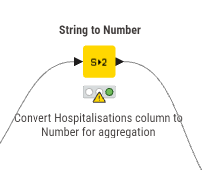 String to Number
S▸2
Convert Hospitalisations column to
Number for aggregation